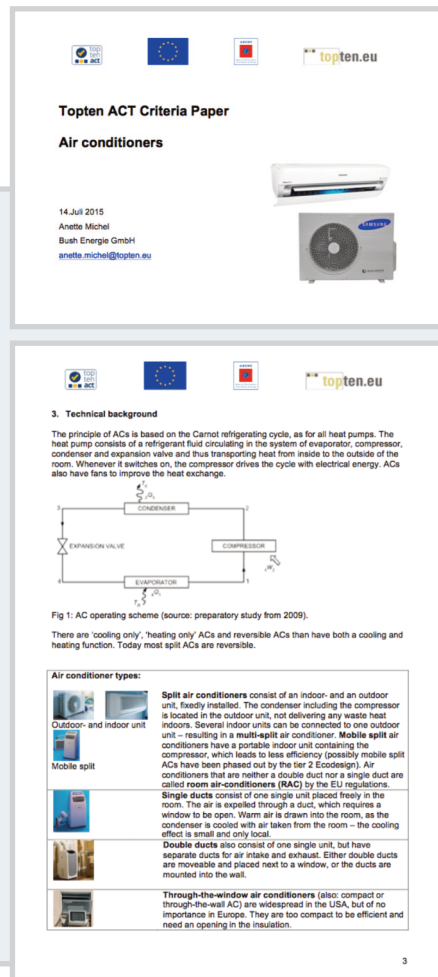 top ten act
topten.eu
Topten ACT Criteria Paper
Air conditioners
14.Juli 2015
Anette Michel
Bush Energie GmbH
anette.michel@topten.eu
SAMSUNG
top ten act
topten.eu
3. Technical background
The principle of ACs is based on the Carnot refrigerating cycle, as for all heat pumps. The
heat pump consists of a refrigerant fluid circulating in the system of evaporator, compressor,
condenser and expansion valve and thus transporting heat from inside to the outside of the
room. Whenever it switches on, the compressor drives the cycle with electrical energy. ACs
also have fans to improve the heat exchange.
3
CONDENSER
2
EXPANSION VALVE
COMPRESSOR
4
EVAPORATOR
1
Fig 1: AC operating scheme (source: preparatory study from 2009).
There are 'cooling only', 'heating only' ACs and reversible ACs than have both a cooling and
heating function. Today most split ACs are reversible.
Air conditioner types:
Outdoor- and indoor unit
Mobile split
Split air conditioners consist of an indoor- and an outdoor
unit, fixedly installed. The condenser including the compressor
is located in the outdoor unit, not delivering any waste heat
indoors. Several indoor units can be connected to one outdoor
unit – resulting in a multi-split air conditioner. Mobile split air
conditioners have a portable indoor unit containing the
compressor, which leads to less efficiency (possibly mobile split
ACs have been phased out by the tier 2 Ecodesign). Air
conditioners that are neither a double duct nor a single duct are
called room air-conditioners (RAC) by the EU regulations.
Single ducts consist of one single unit placed freely in the
room. The air is expelled through a duct, which requires a
window to be open. Warm air is drawn into the room, as the
condenser is cooled with air taken from the room – the cooling
effect is small and only local.
Double ducts also consist of one single unit, but have
separate ducts for air intake and exhaust. Either double ducts
are moveable and placed next to a window, or the ducts are
mounted into the wall.
Through-the-window air conditioners (also: compact or
through-the-wall AC) are widespread in the USA, but of no
importance in Europe. They are too compact to be efficient and
need an opening in the insulation.
3